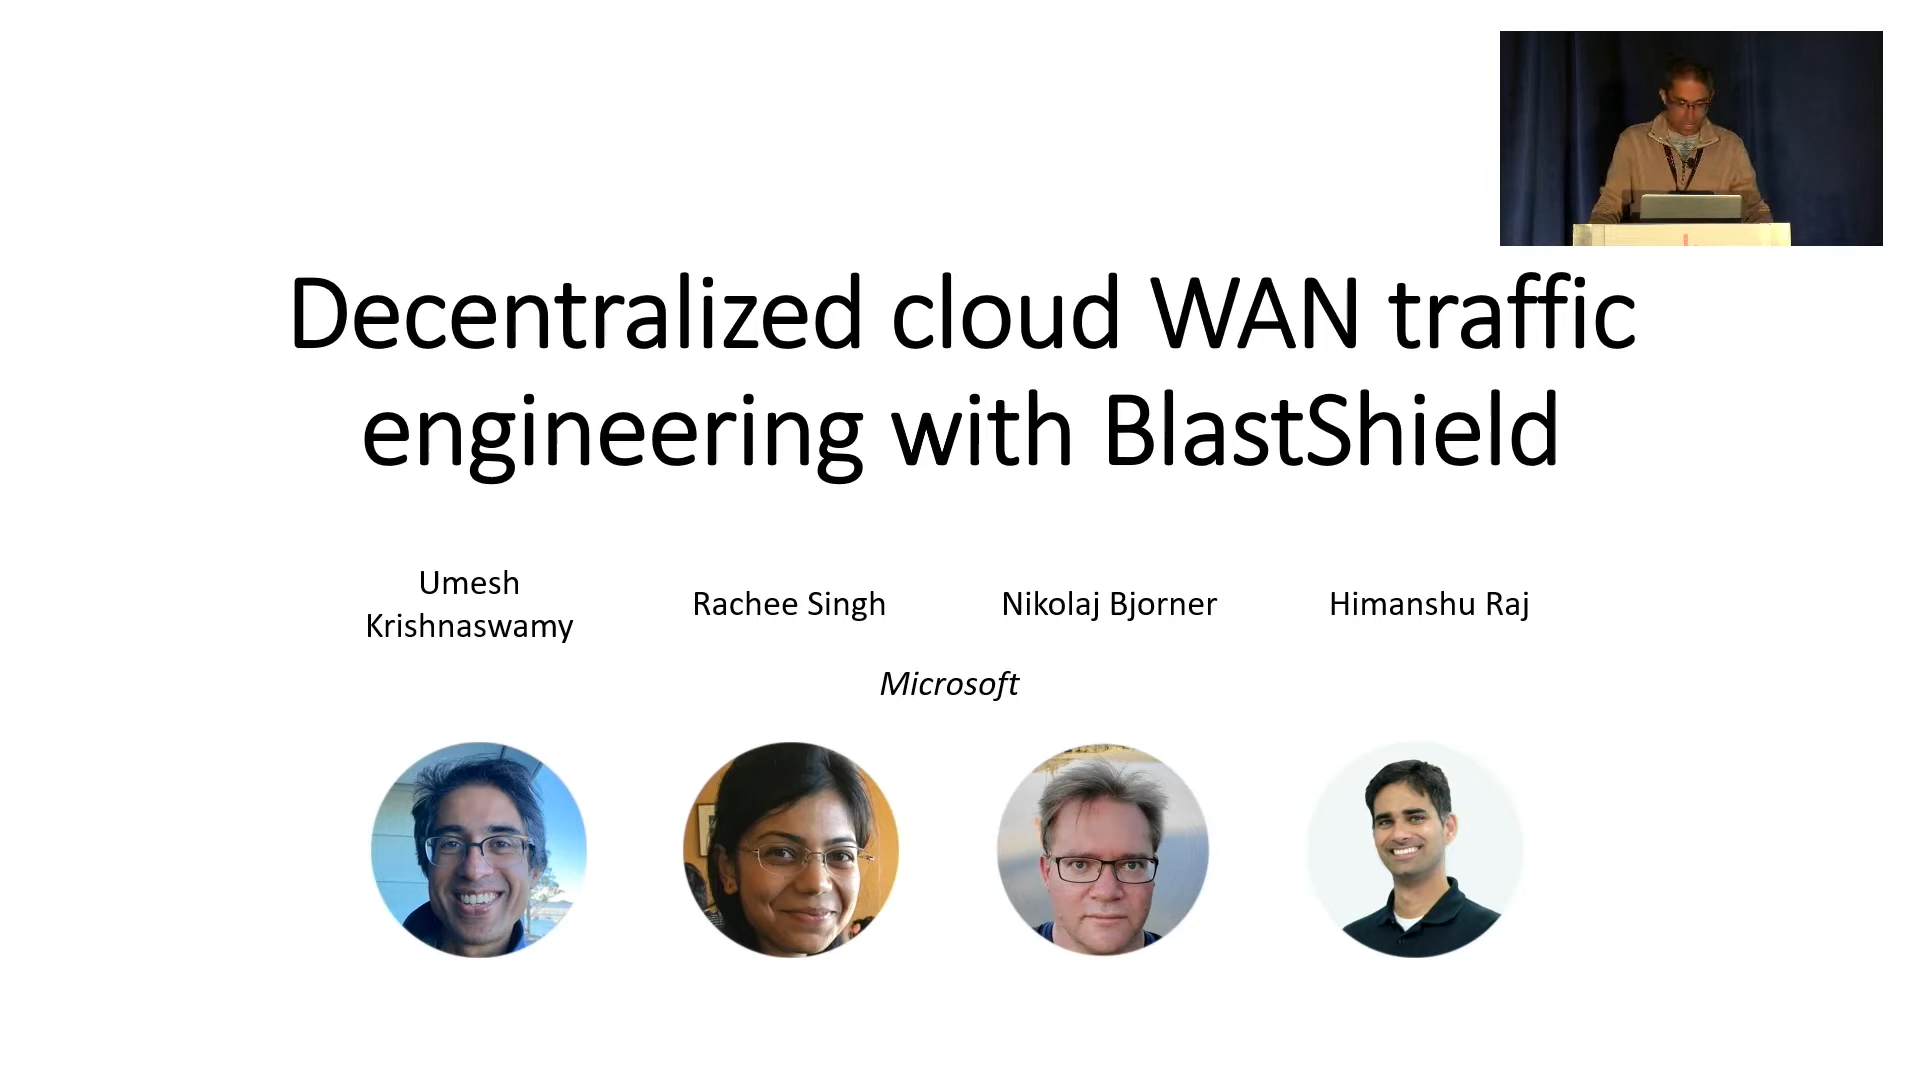 Decentralized cloud WAN traffic
engineering with BlastShield
Umesh
Krishnaswamy
Rachee Singh
Nikolaj Bjorner
Himanshu Raj
Microsoft